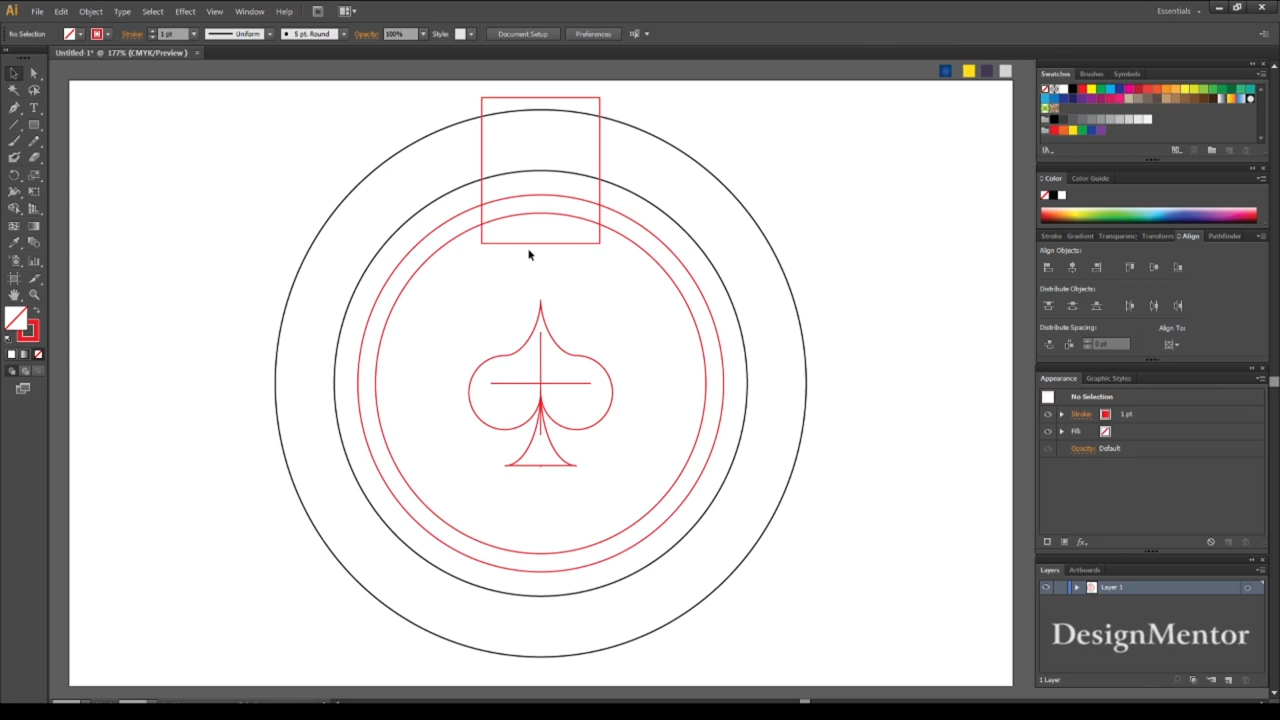 Ai File Edit Object Type Select Effect View Window Help Br Essentials
No Selection Stroke: 1 pt Uniform 5 pt. Round Opacity: 100% Style: Document Setup Preferences
Untitled-1* @ 177% (CMYK/Preview) ×
Swatches Brushes Symbols
Color Color Guide
Stroke Gradient Transparenc Transform Align Pathfinder
Align Objects:
Distribute Objects:
Distribute Spacing: Align To:
0 pt
Appearance Graphic Styles
No Selection
Stroke: 1 pt
Fill:
Opacity: Default
fx
Layers Artboards
Layer 1
DesignMentor
1 Layer